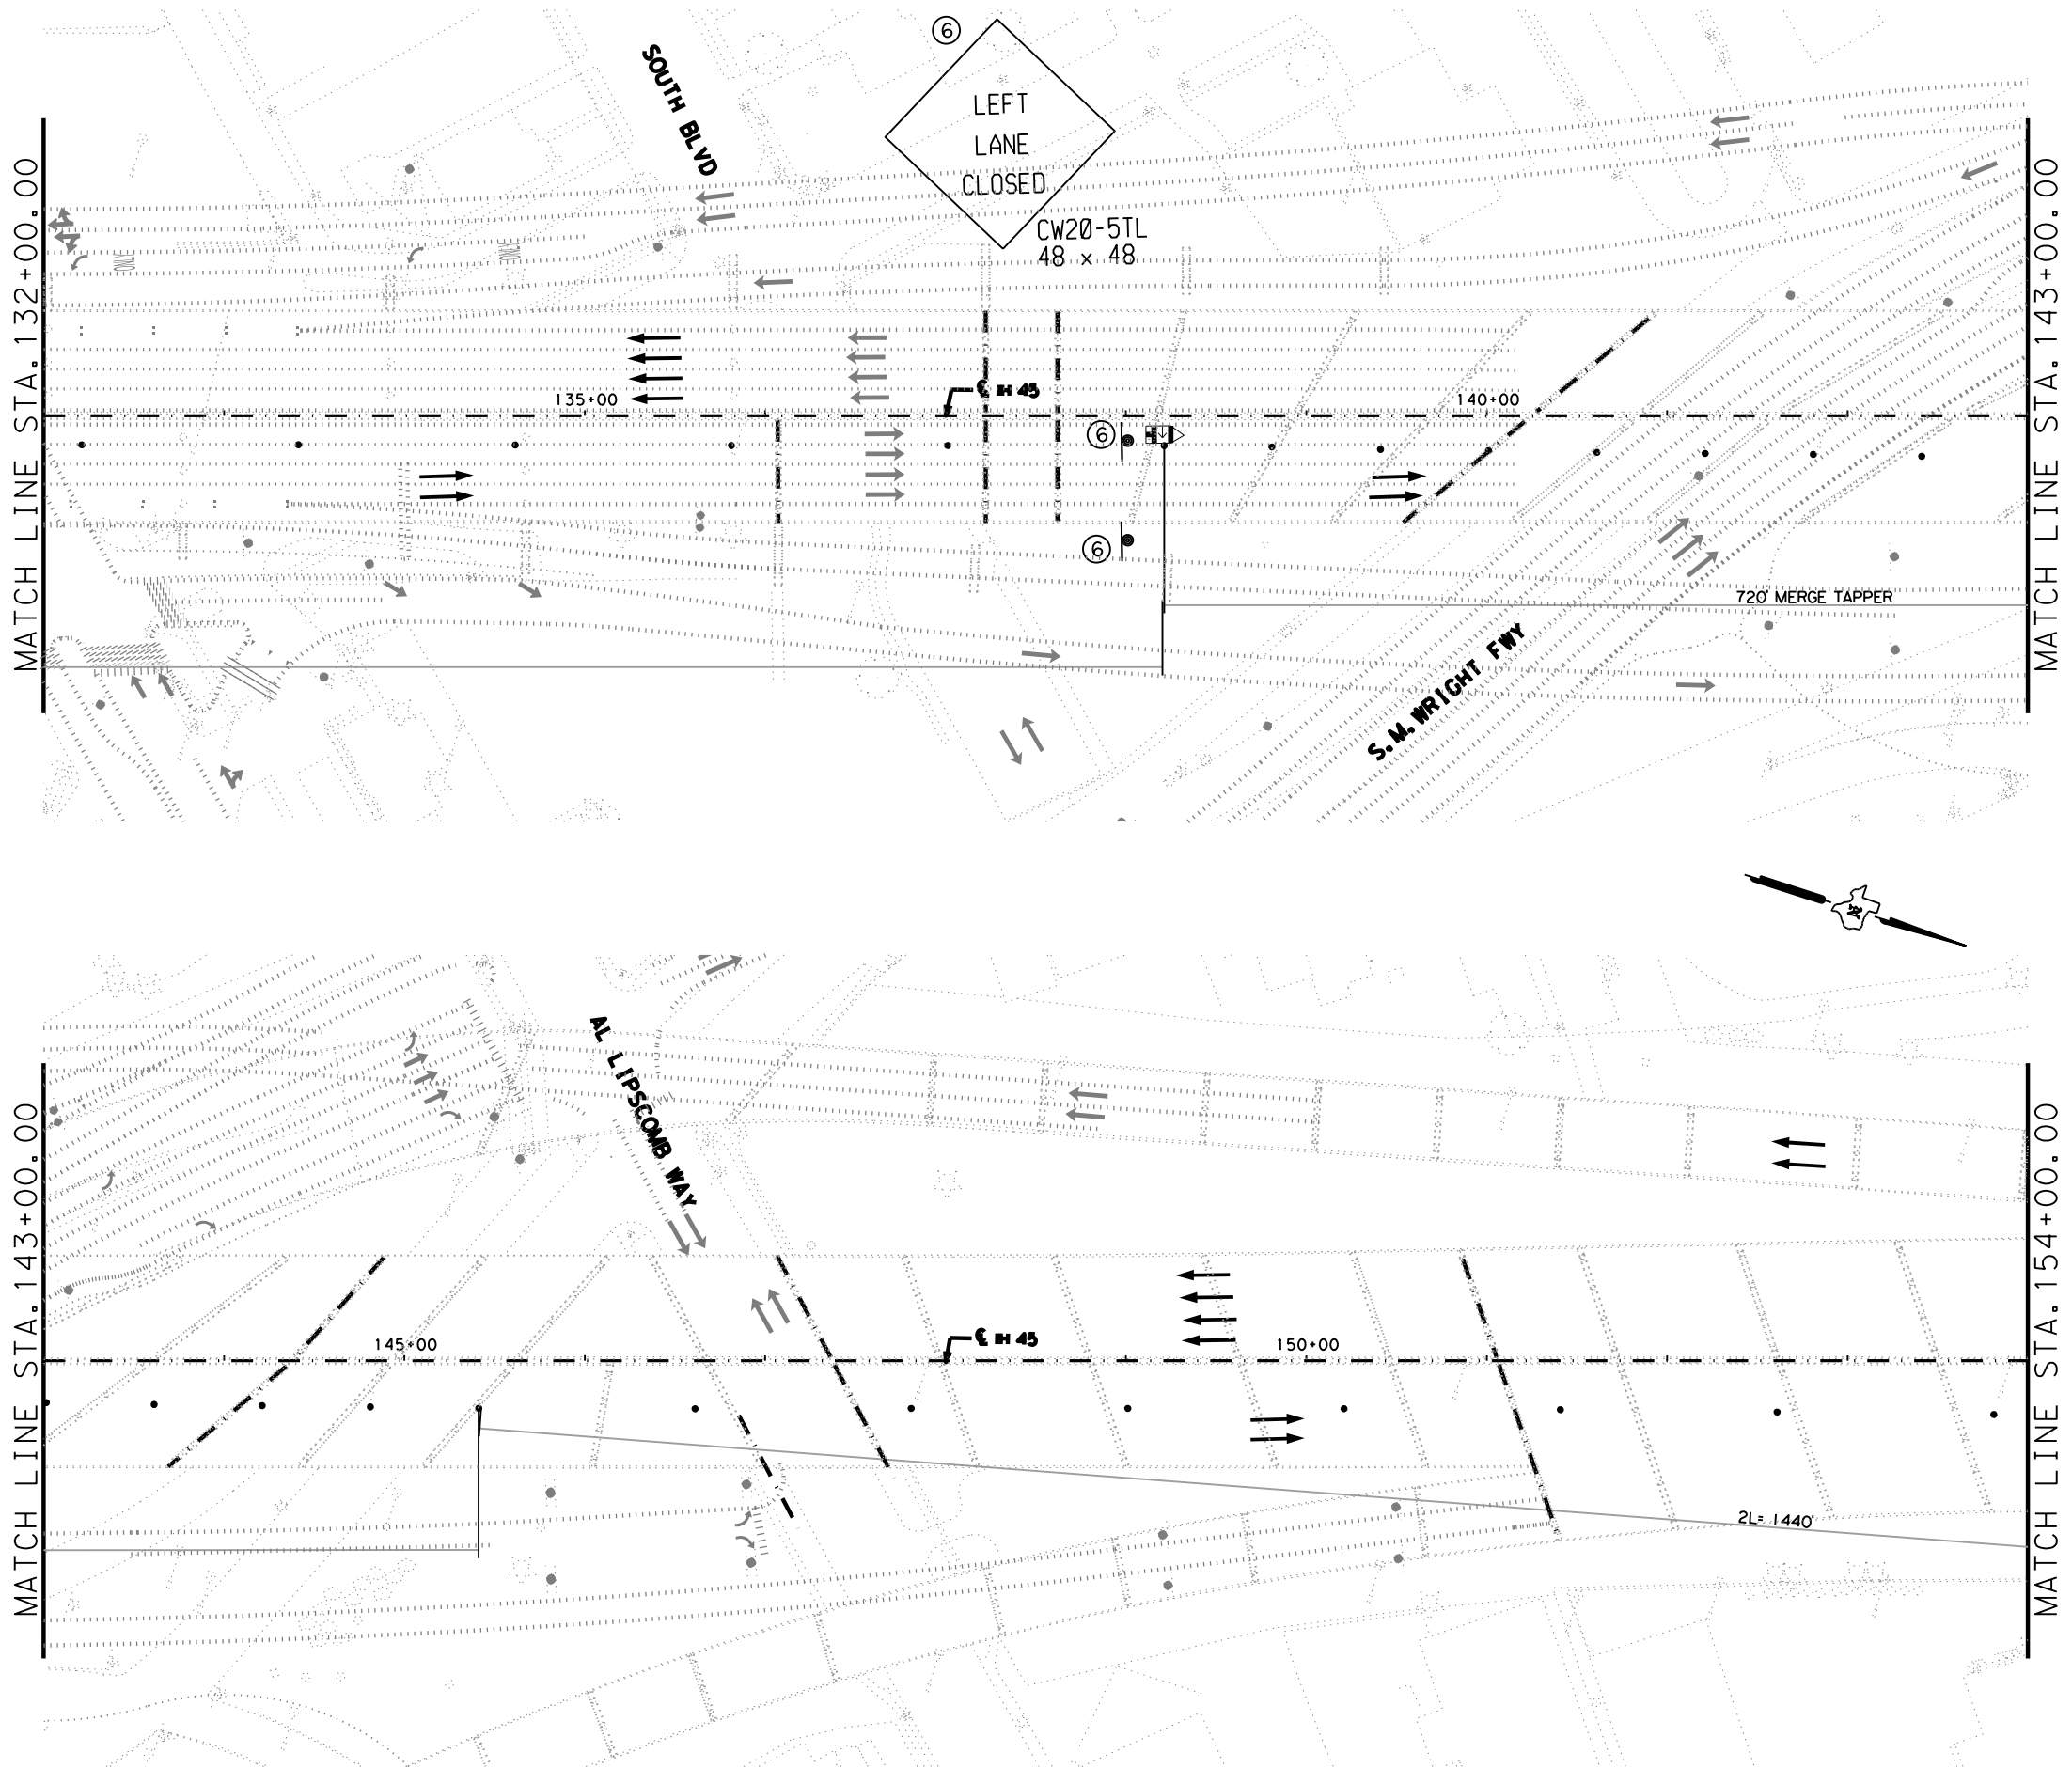 6
LEFT
LANE
CLOSED
CW20-5TL
48 x 48
SOUTH BLVD
MATCH LINE STA. 132+00.00
MATCH LINE STA. 143+00.00
135+00
℄ IH 45
140+00
6
6
720' MERGE TAPPER
S.M. WRIGHT FWY
AL LIPSCOMB WAY
MATCH LINE STA. 143+00.00
MATCH LINE STA. 154+00.00
145+00
℄ IH 45
150+00
2L= 1440'